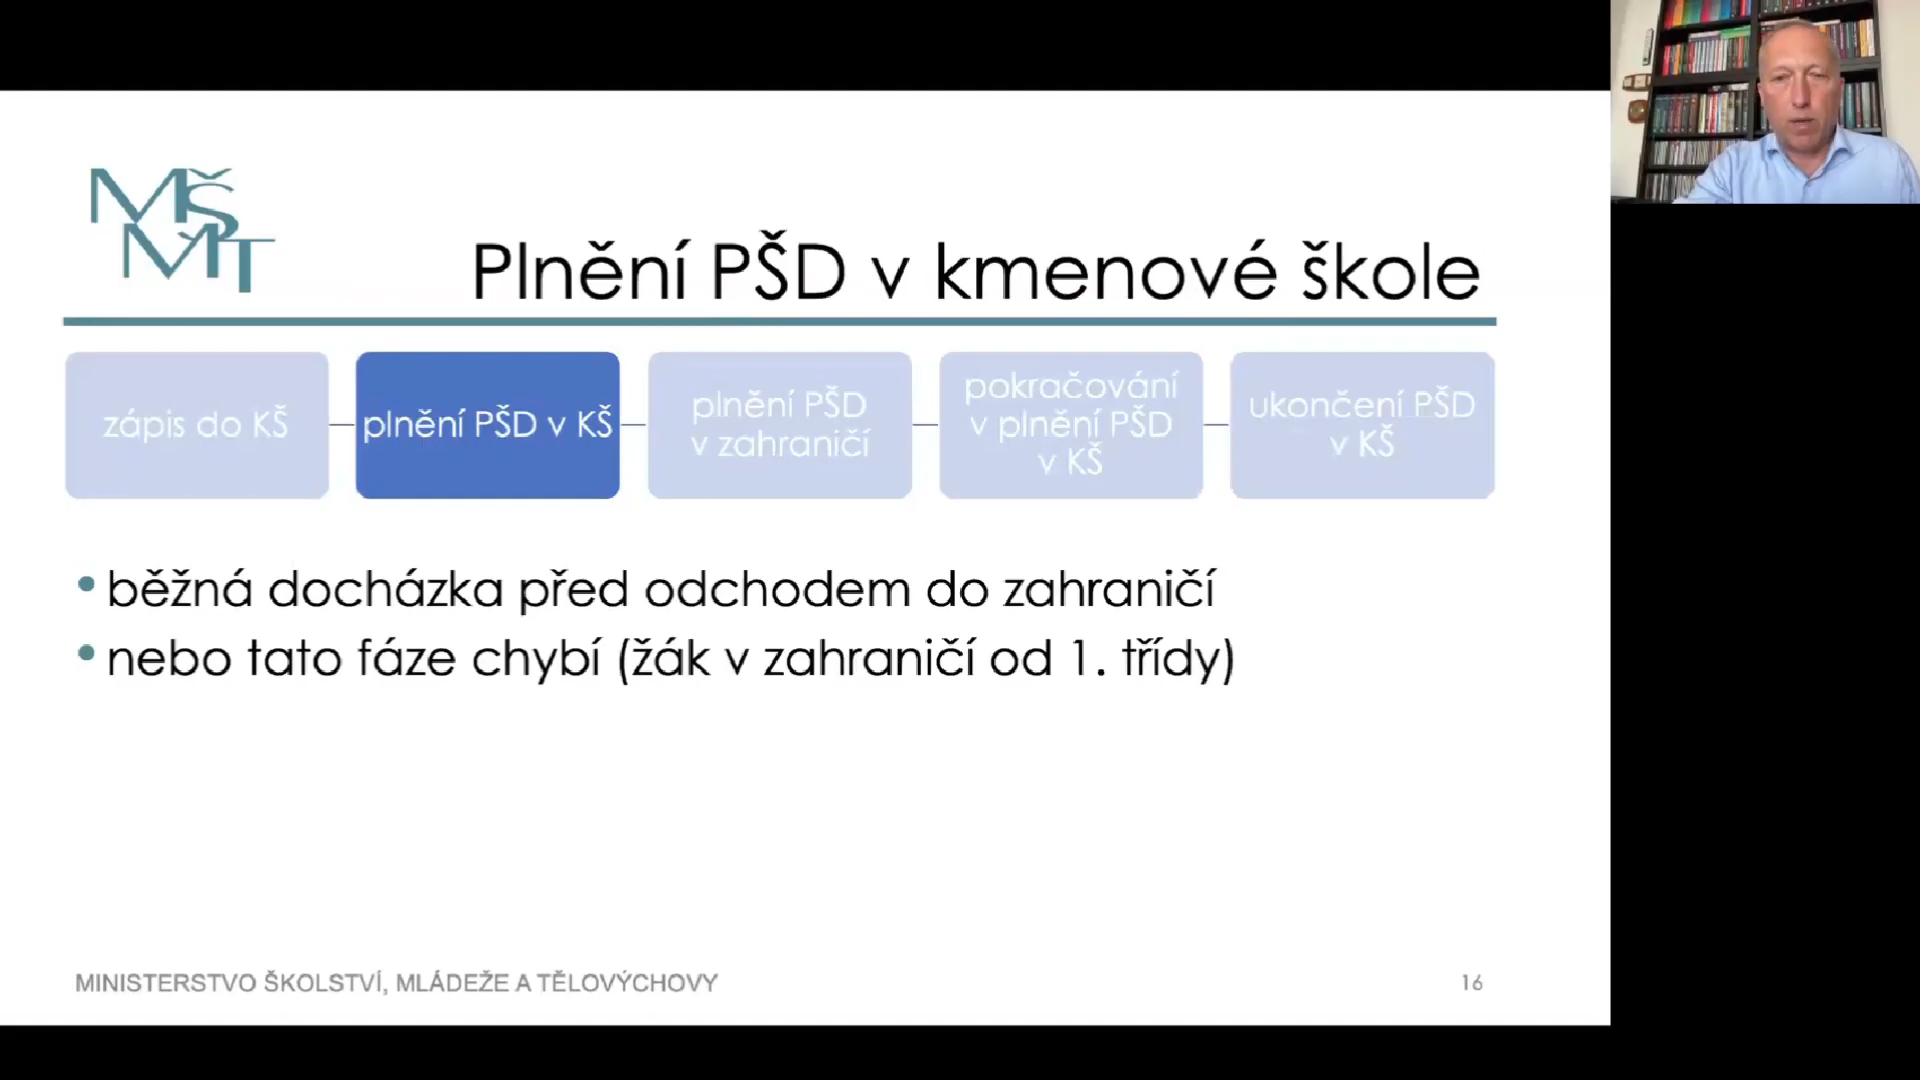 MŠMT
Plnění PŠD v kmenové škole
zápis do KŠ
plnění PŠD v KŠ
plnění PŠD
v zahraničí
pokračování
v plnění PŠD
v KŠ
ukončení PŠD
v KŠ
• běžná docházka před odchodem do zahraničí
• nebo tato fáze chybí (žák v zahraničí od 1. třídy)
MINISTERSTVO ŠKOLSTVÍ, MLÁDEŽE A TĚLOVÝCHOVY
16